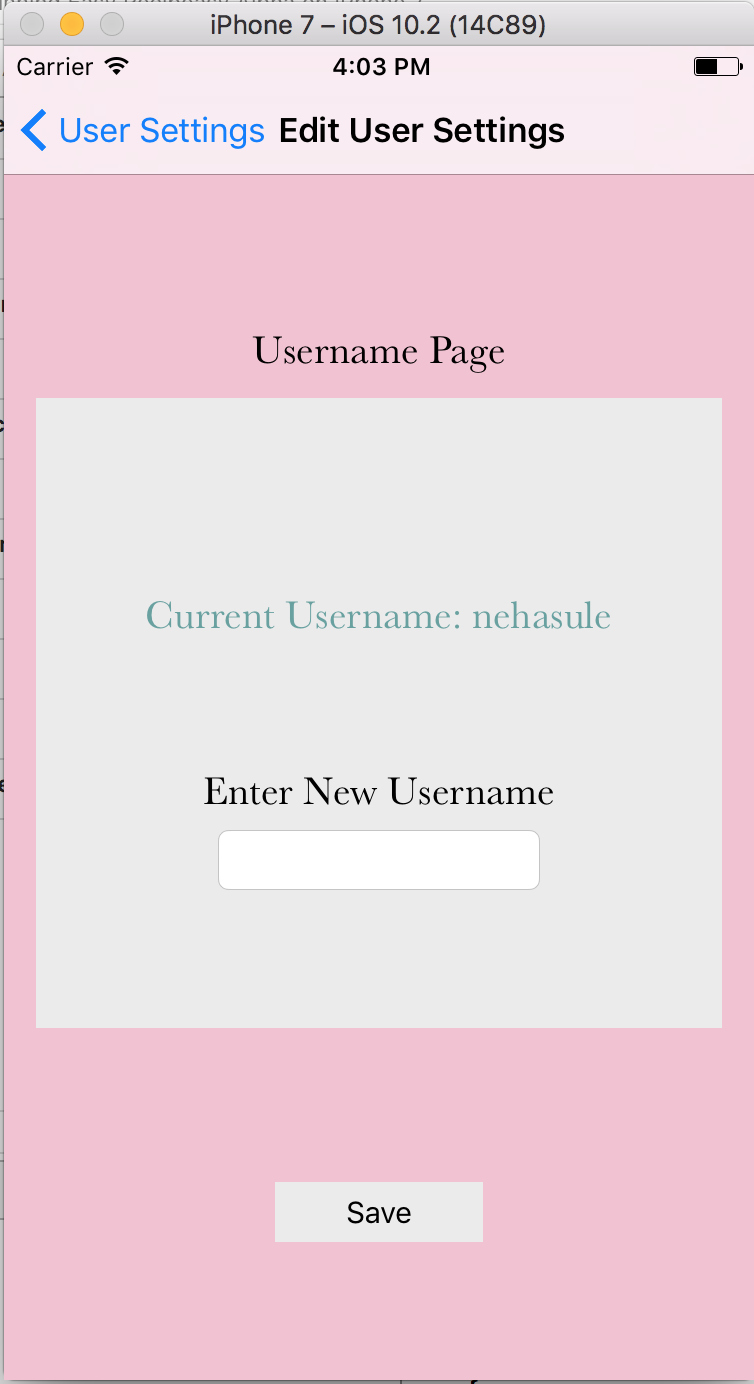 iPhone 7 – iOS 10.2 (14C89)
Carrier 4:03 PM
User Settings Edit User Settings
Username Page
Current Username: nehasule
Enter New Username
Save